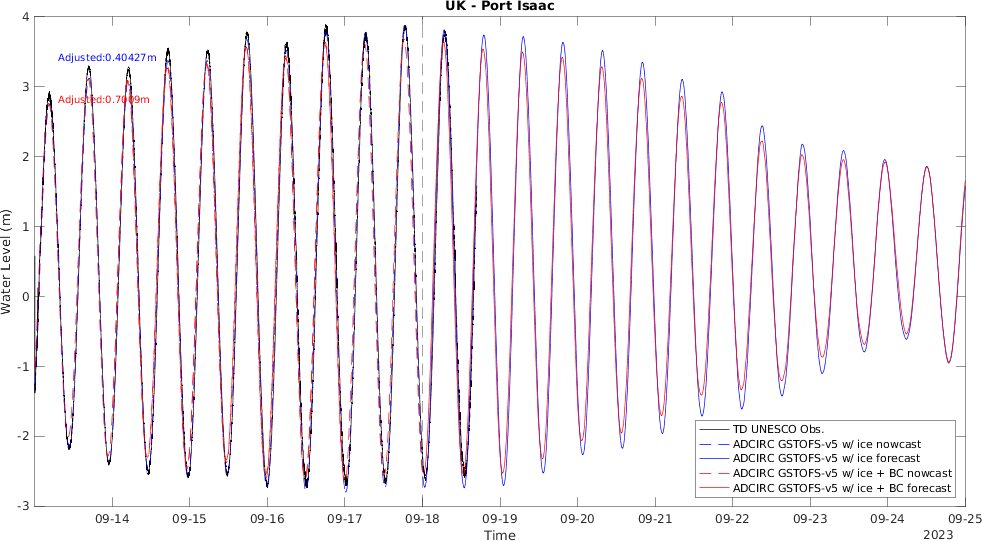 UK - Port Isaac
Adjusted:0.40427m
Adjusted:0.7009m
Water Level (m)
4
3
2
1
0
-1
-2
-3
TD UNESCO Obs.
ADCIRC GSTOFS-v5 w/ ice nowcast
ADCIRC GSTOFS-v5 w/ ice forecast
ADCIRC GSTOFS-v5 w/ ice + BC nowcast
ADCIRC GSTOFS-v5 w/ ice + BC forecast
09-14 09-15 09-16 09-17 09-18 09-19 09-20 09-21 09-22 09-23 09-24 09-25
Time
2023